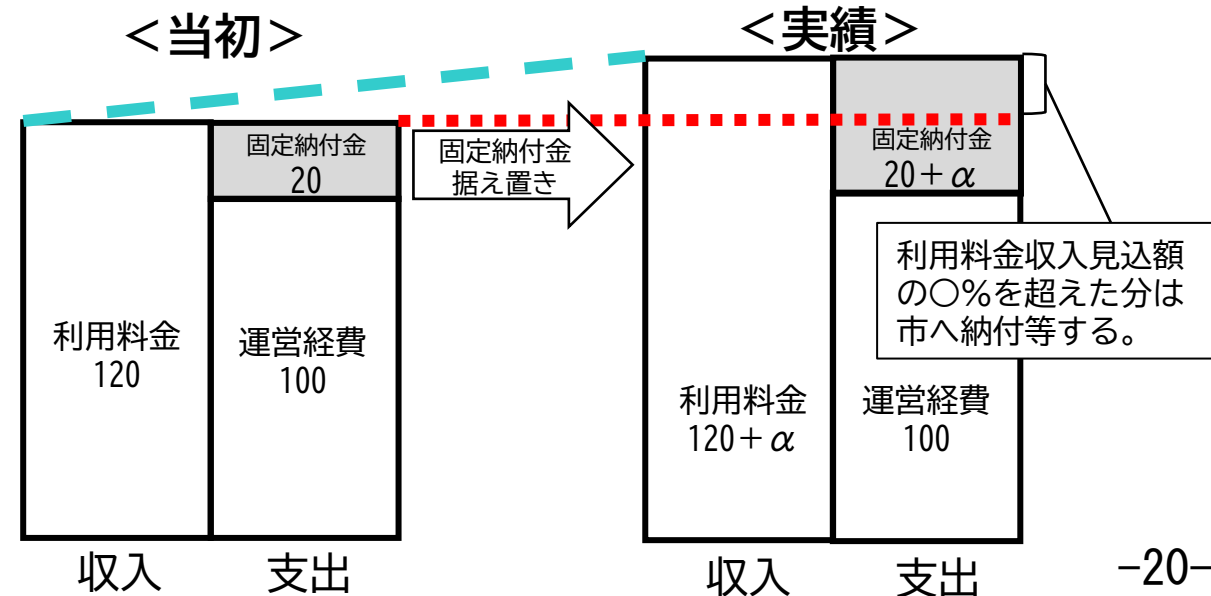 ＜当初＞
固定納付金
20
利用料金
120
運営経費
100
収入
支出
固定納付金
据え置き
＜実績＞
固定納付金
20＋α
利用料金収入見込額
の〇％を超えた分は
市へ納付等する。
利用料金
120＋α
運営経費
100
収入
支出
-20-